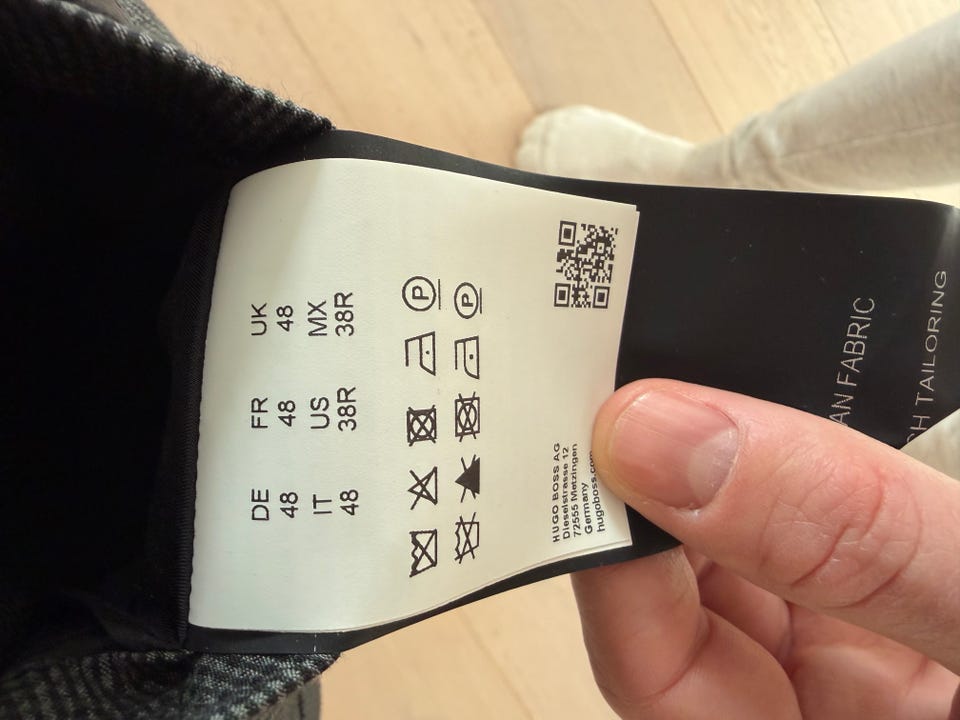 DE FR UK
48 48 48
IT US MX
48 38R 38R
P
P
HUGO BOSS AG
Dieselstrasse 12
72555 Metzingen
Germany
hugoboss.com
FABRIC
TAILORING